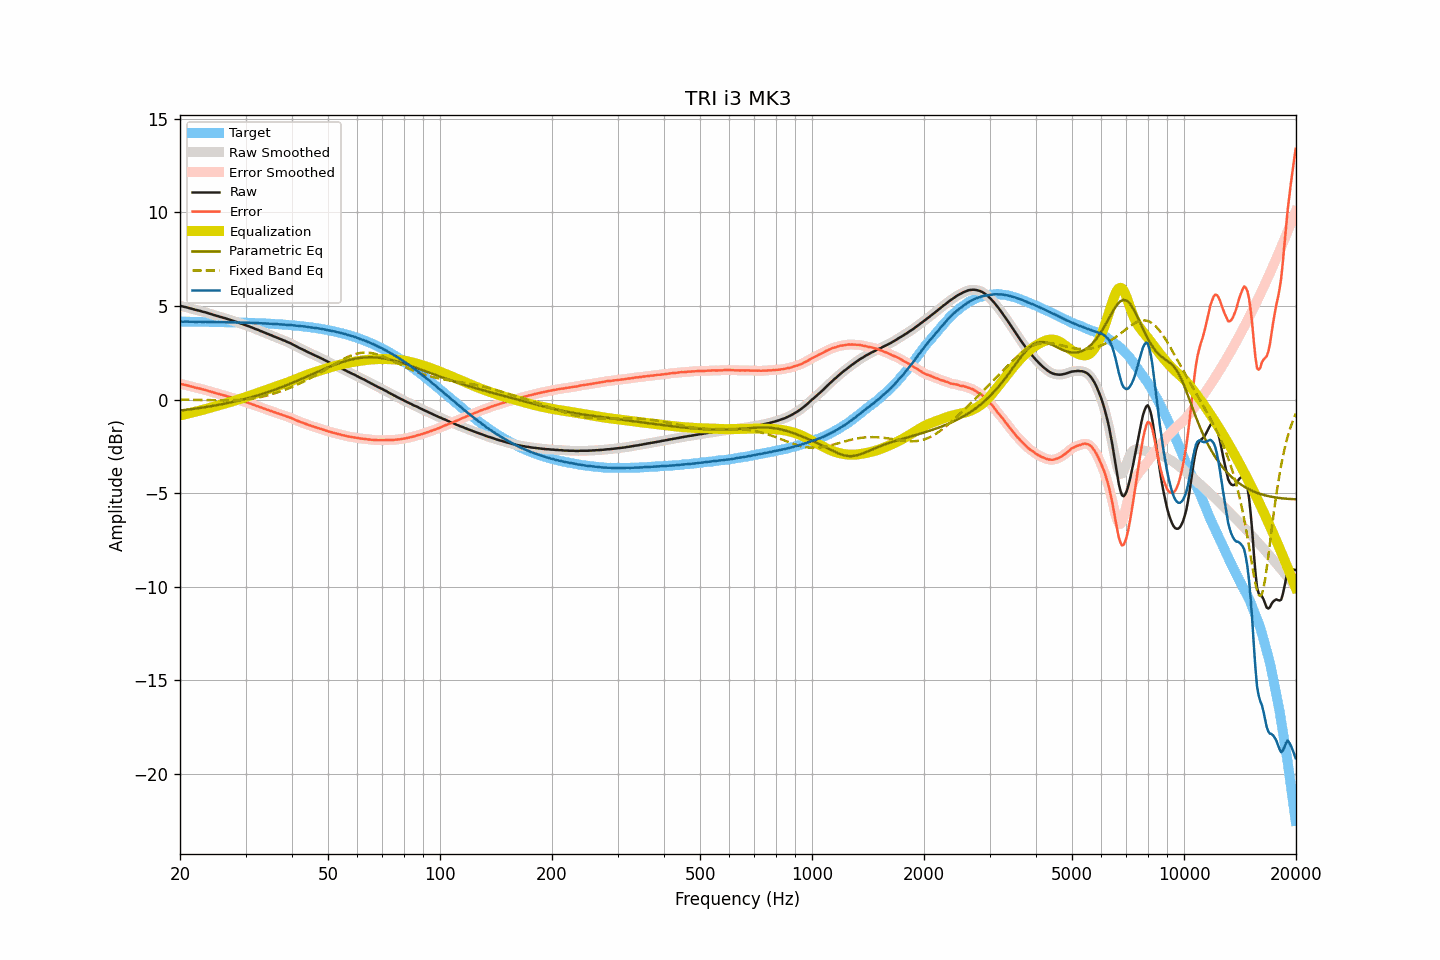 TRI i3 MK3
Target
Raw Smoothed
Error Smoothed
Raw
Error
Equalization
Parametric Eq
Fixed Band Eq
Equalized
15
10
5
0
−5
−10
−15
−20
Amplitude (dBr)
20 50 100 200 500 1000 2000 5000 10000 20000
Frequency (Hz)